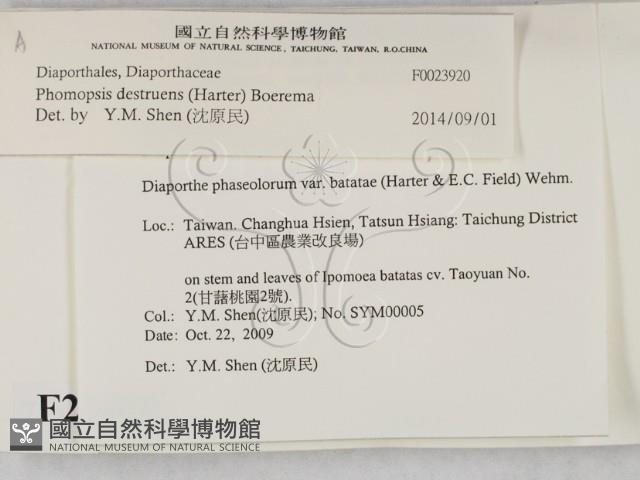 A
國立自然科學博物館
NATIONAL MUSEUM OF NATURAL SCIENCE, TAICHUNG, TAIWAN, R.O.CHINA
Diaporthales, Diaporthaceae F0023920
Phomopsis destruens (Harter) Boerema
Det. by Y.M. Shen (沈原民) 2014/09/01
Diaporthe phaseolorum var. batatae (Harter & E.C. Field) Wehm.
Loc.: Taiwan. Changhua Hsien, Tatsun Hsiang: Taichung District
ARES (台中區農業改良場)
on stem and leaves of Ipomoea batatas cv. Taoyuan No.
2(甘藷桃園2號).
Col.: Y.M. Shen(沈原民); No. SYM00005
Date: Oct. 22, 2009
Det.: Y.M. Shen (沈原民)
F2
國立自然科學博物館
NATIONAL MUSEUM OF NATURAL SCIENCE